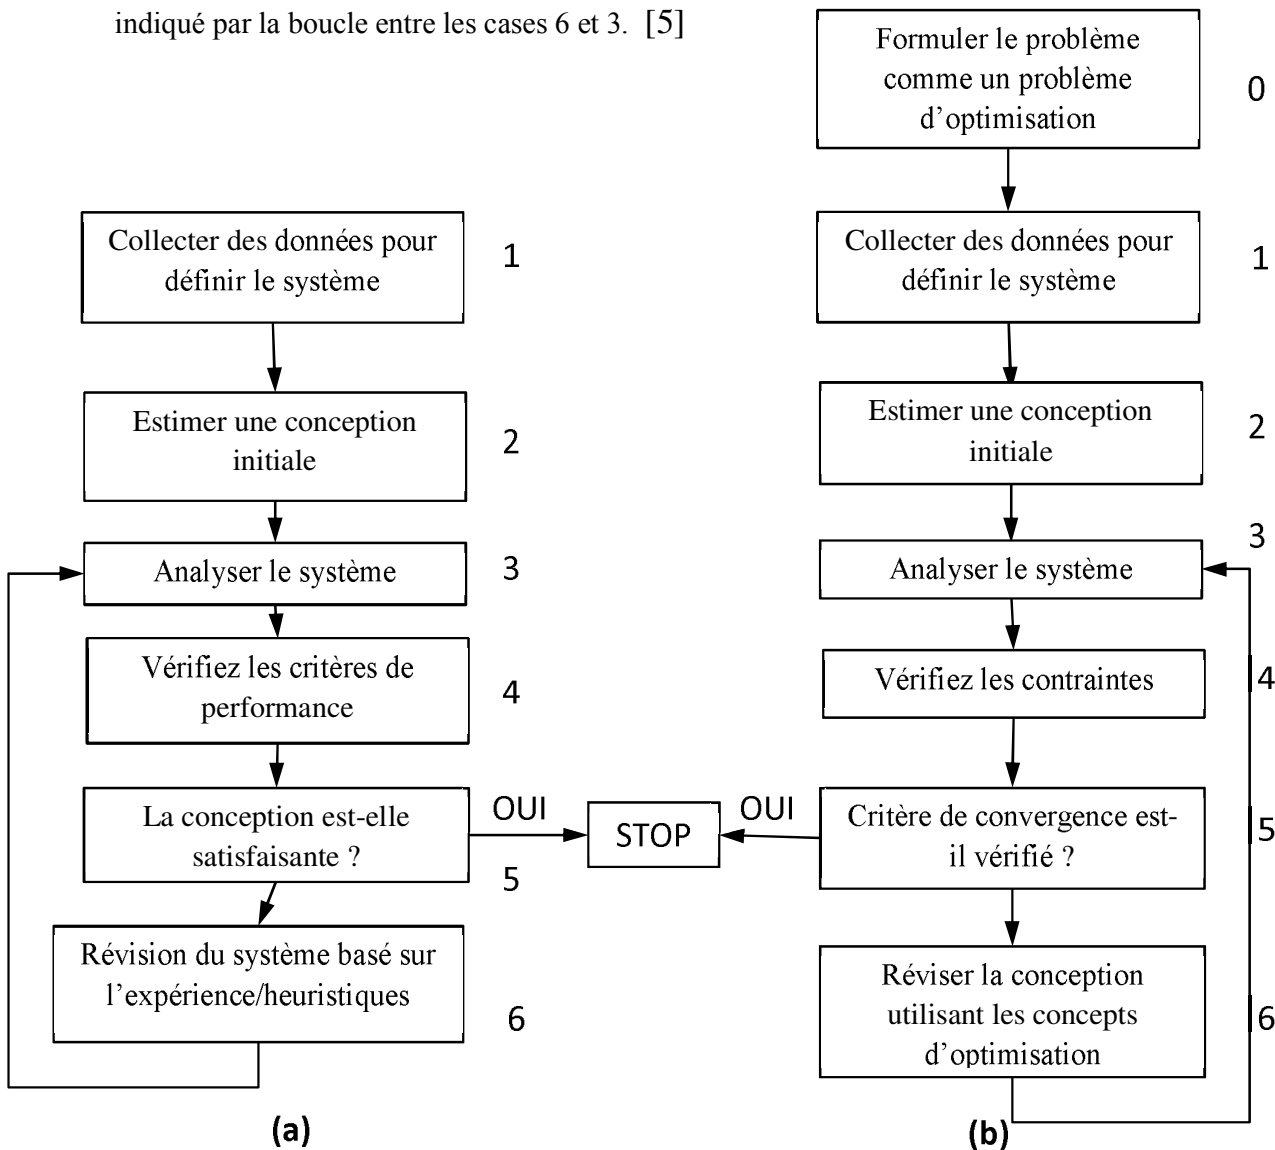 indiqué par la boucle entre les cases 6 et 3. [5]
Collecter des données pour
définir le système
1
Estimer une conception
initiale
2
Analyser le système
3
Vérifiez les critères de
performance
4
La conception est-elle
satisfaisante ?
5
OUI
Révision du système basé sur
l’expérience/heuristiques
6
(a)
STOP
Formuler le problème
comme un problème
d’optimisation
0
Collecter des données pour
définir le système
1
Estimer une conception
initiale
2
Analyser le système
3
Vérifiez les contraintes
4
OUI
Critère de convergence est-
il vérifié ?
5
Réviser la conception
utilisant les concepts
d’optimisation
6
(b)